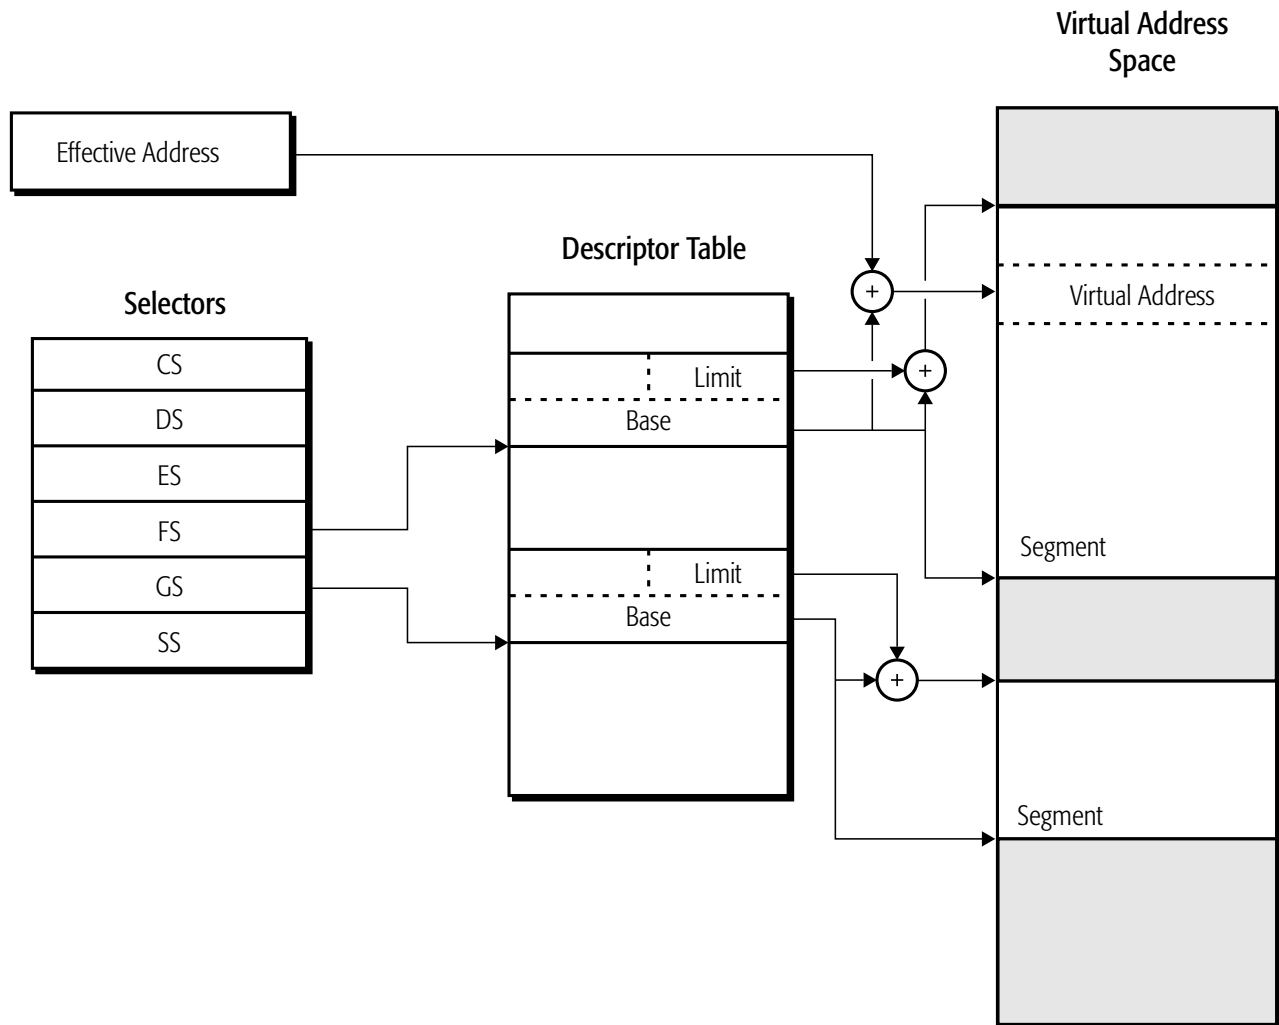 Virtual Address
Space
Effective Address
Descriptor Table
Selectors
CS
DS
ES
FS
GS
SS
Limit
Base
Limit
Base
+
+
+
Virtual Address
Segment
Segment